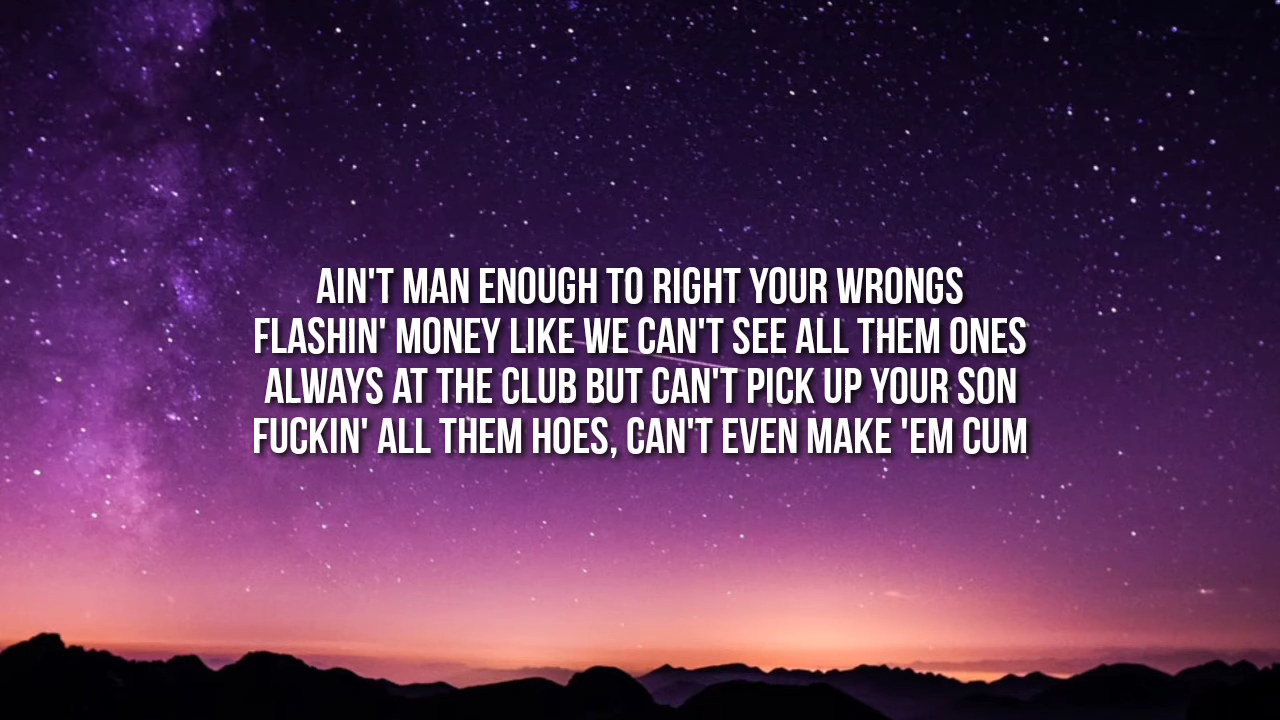 AIN'T MAN ENOUGH TO RIGHT YOUR WRONGS
FLASHIN' MONEY LIKE WE CAN'T SEE ALL THEM ONES
ALWAYS AT THE CLUB BUT CAN'T PICK UP YOUR SON
FUCKIN' ALL THEM HOES, CAN'T EVEN MAKE 'EM CUM